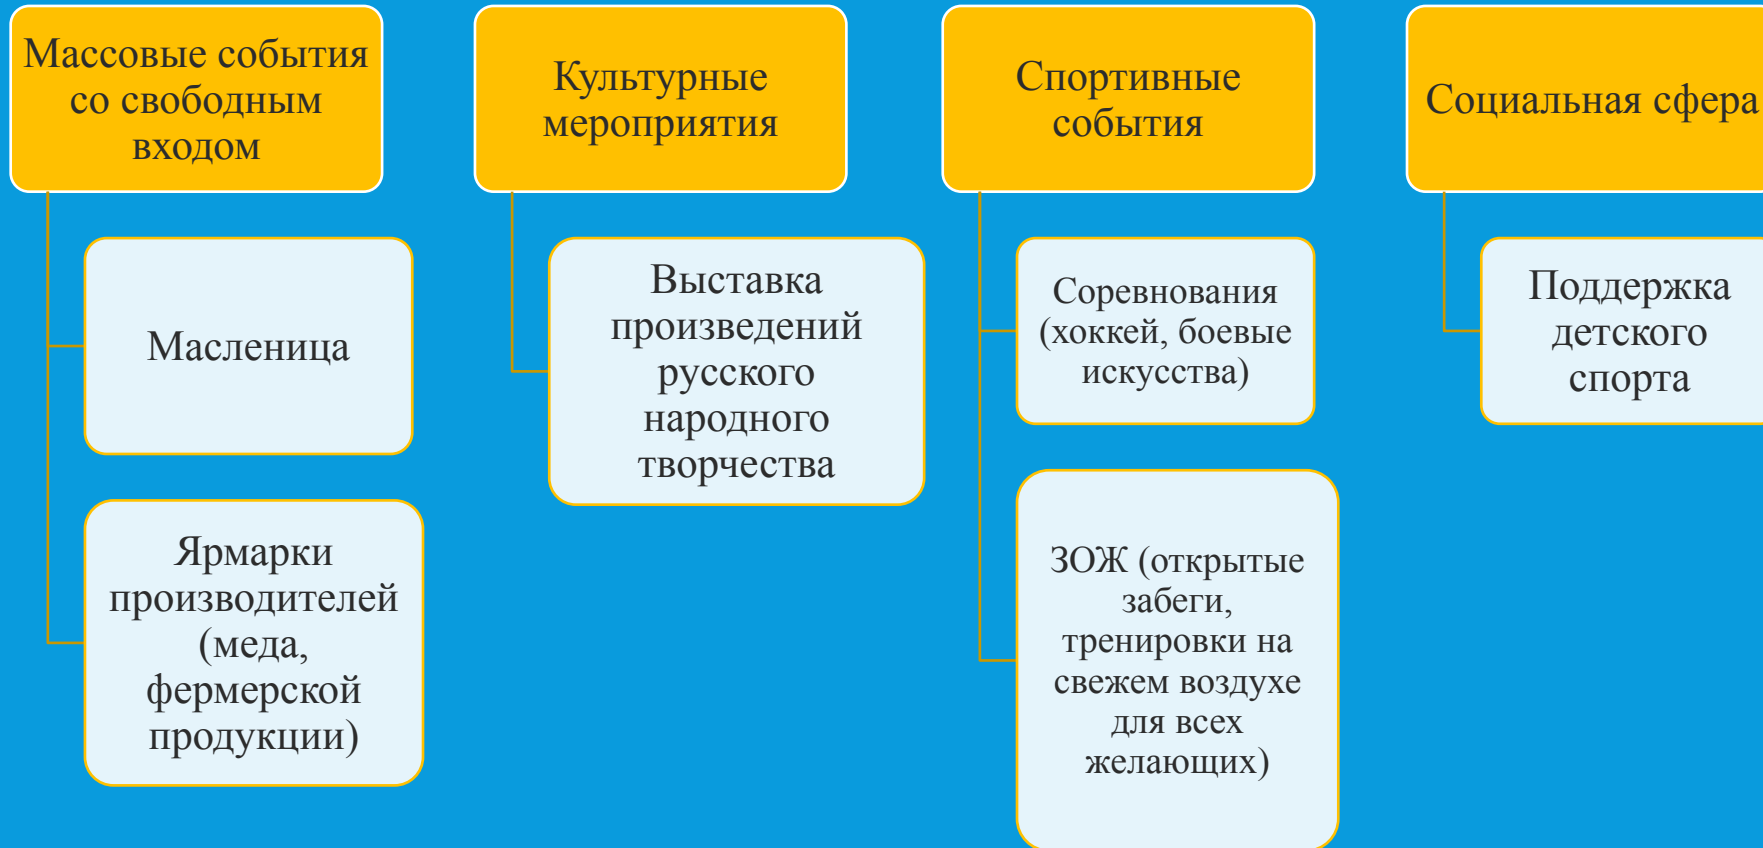 Массовые события
со свободным
входом
Масленица
Ярмарки
производителей
(меда,
фермерской
продукции)
Культурные
мероприятия
Выставка
произведений
русского
народного
творчества
Спортивные
события
Соревнования
(хоккей, боевые
искусства)
ЗОЖ (открытые
забеги,
тренировки на
свежем воздухе
для всех
желающих)
Социальная сфера
Поддержка
детского
спорта